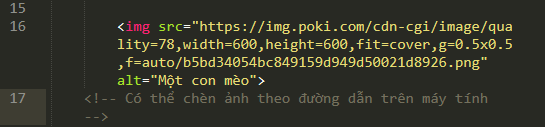 15
16 <img src="https://img.poki.com/cdn-cgi/image/qua
lity=78,width=600,height=600,fit=cover,g=0.5x0.5
,f=auto/b5bd34054bc849159d949d50021d8926.png"
alt="Một con mèo">
17 <!-- Có thể chèn ảnh theo đường dẫn trên máy tính
-->